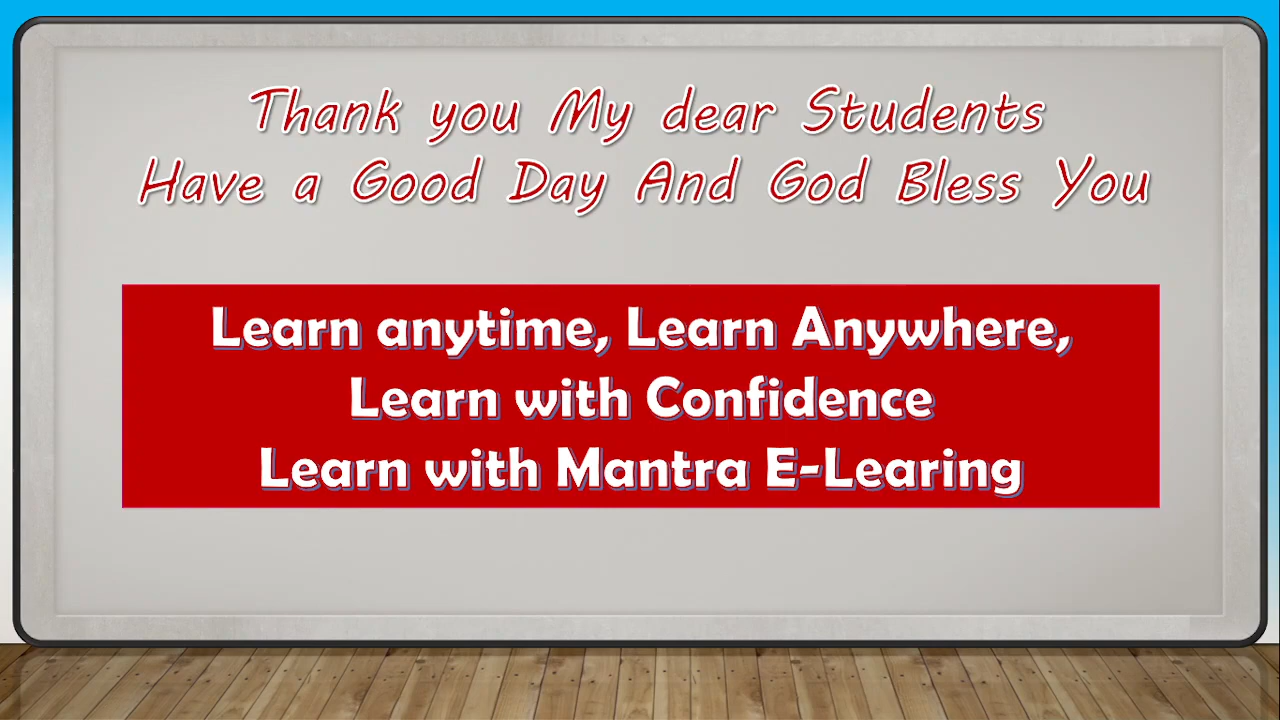 Thank you My dear Students
Have a Good Day And God Bless You
Learn anytime, Learn Anywhere,
Learn with Confidence
Learn with Mantra E-Learing